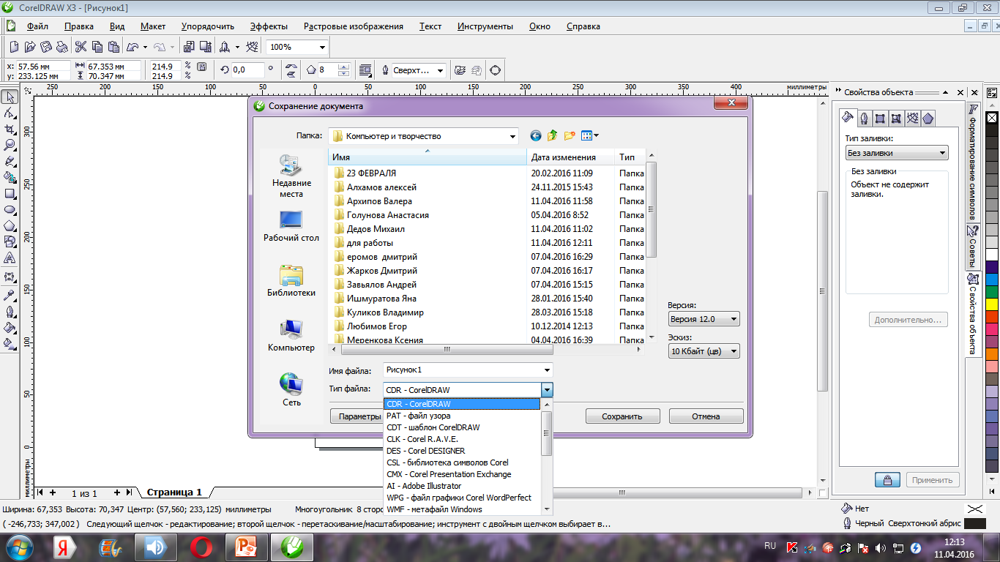 CorelDRAW X3 - [Рисунок1]
Файл Правка Вид Макет Упорядочить Эффекты Растровые изображения Текст Инструменты Окно Справка
100%
x: 57.56 мм 67.353 мм 214.9 % 0,0 ° 8 Сверхт...
y: 233.125 мм 70.347 мм 214.9 %
250 200 150 100 50 0 50 100 150 200 250 300 350 400 миллиметры
300
250
200
150
100
50
0
миллиметры
Сохранение документа
Папка: Компьютер и творчество
Недавние места
Рабочий стол
Библиотеки
Компьютер
Сеть
Имя Дата изменения Тип
23 ФЕВРАЛЯ 20.02.2016 11:09 Папка
Алхамов алексей 24.11.2015 15:43 Папка
Архипов Валера 11.04.2016 11:58 Папка
Голунова Анастасия 05.04.2016 8:52 Папка
Дедов Михаил 11.04.2016 11:02 Папка
для работы 11.04.2016 12:11 Папка
еромов дмитрий 07.04.2016 16:29 Папка
Жарков Дмитрий 07.04.2016 16:17 Папка
Завьялов Андрей 07.04.2016 15:15 Папка
Ишмуратова Яна 28.01.2016 15:40 Папка
Куликов Владимир 28.03.2016 15:18 Папка
Любимов Егор 10.12.2014 12:13 Папка
Меренкова Ксения 04.04.2016 16:39 Папка
Версия:
Версия 12.0
Эскиз:
10 Кбайт (цв)
Имя файла: Рисунок1
Тип файла: CDR - CorelDRAW
Параметры Сохранить Отмена
CDR - CorelDRAW
PAT - файл узора
CDT - шаблон CorelDRAW
CLK - Corel R.A.V.E.
DES - Corel DESIGNER
CSL - библиотека символов Corel
CMX - Corel Presentation Exchange
AI - Adobe Illustrator
WPG - файл графики Corel WordPerfect
WMF - метафайл Windows
Свойства объекта
Тип заливки:
Без заливки
Без заливки
Объект не содержит
заливки.
Дополнительно...
Применить
Форматирование символов
Советы
Свойства объекта
1 из 1 Страница 1
Ширина: 67,353 Высота: 70,347 Центр: (57,560; 233,125) миллиметры Многоугольник 8 сторо
Нет
( -246,733; 347,002 ) Следующий щелчок - редактирование; второй щелчок - перетаскивание/масштабирование; инструмент с двойным щелчком выбирает в...
Черный Сверхтонкий абрис
RU
12:13
11.04.2016